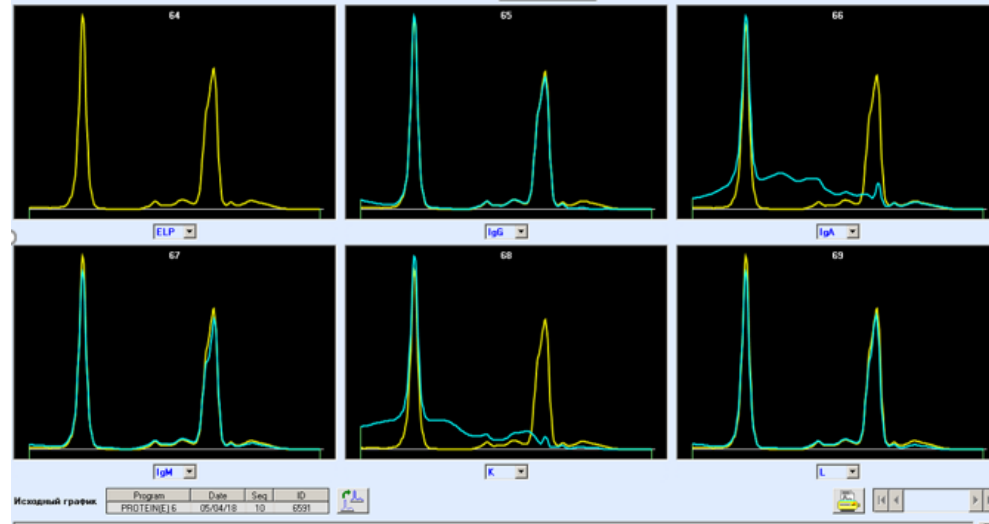 64 65 66
ELP IgG IgA
67 68 69
IgM K L
Исходный график
Program Date Seq ID
PROTEIN(E) 6 05/04/18 10 6591